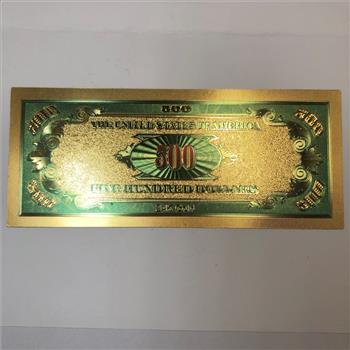 500
THE UNITED STATES OF AMERICA
500 500
500
500 500
FIVE HUNDRED DOLLARS